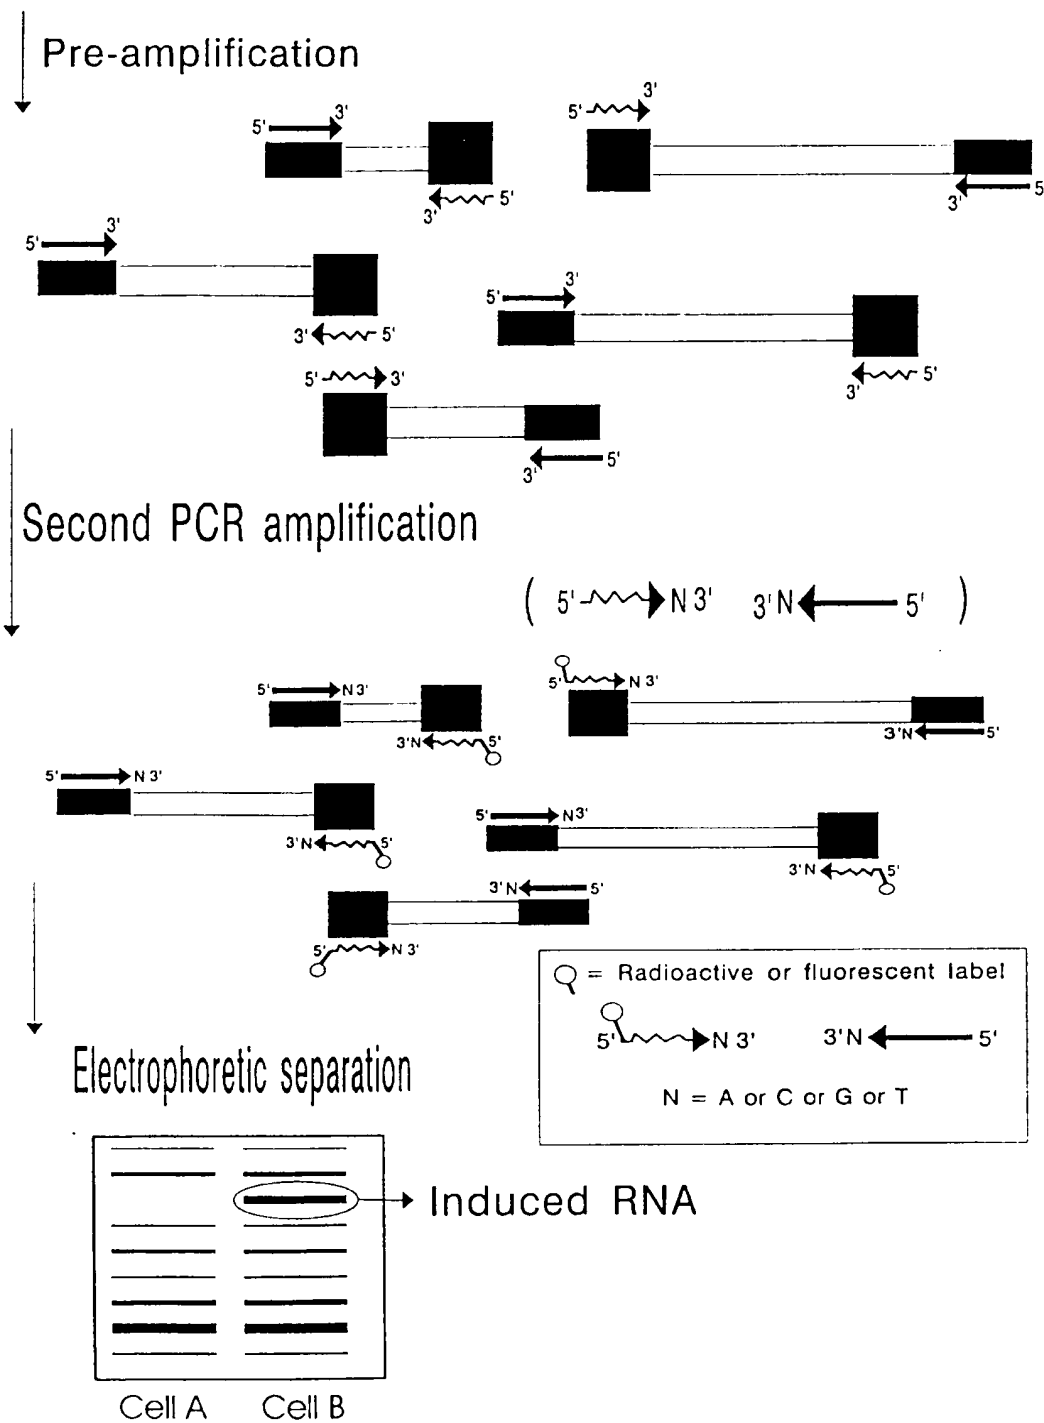 Pre-amplification
5' 3'
3' 5'
5' 3'
3' 5
5' 3'
3' 5'
5' 3'
3' 5'
5' 3'
3' 5'
Second PCR amplification
( 5' N 3' 3'N 5' )
5' N 3'
3'N 5'
5' N 3'
3'N 5'
5' N 3'
3'N 5'
5' N3'
3'N 5'
3'N 5'
5' N 3'
= Radioactive or fluorescent label
5' N 3' 3'N 5'
N = A or C or G or T
Electrophoretic separation
Induced RNA
Cell A Cell B